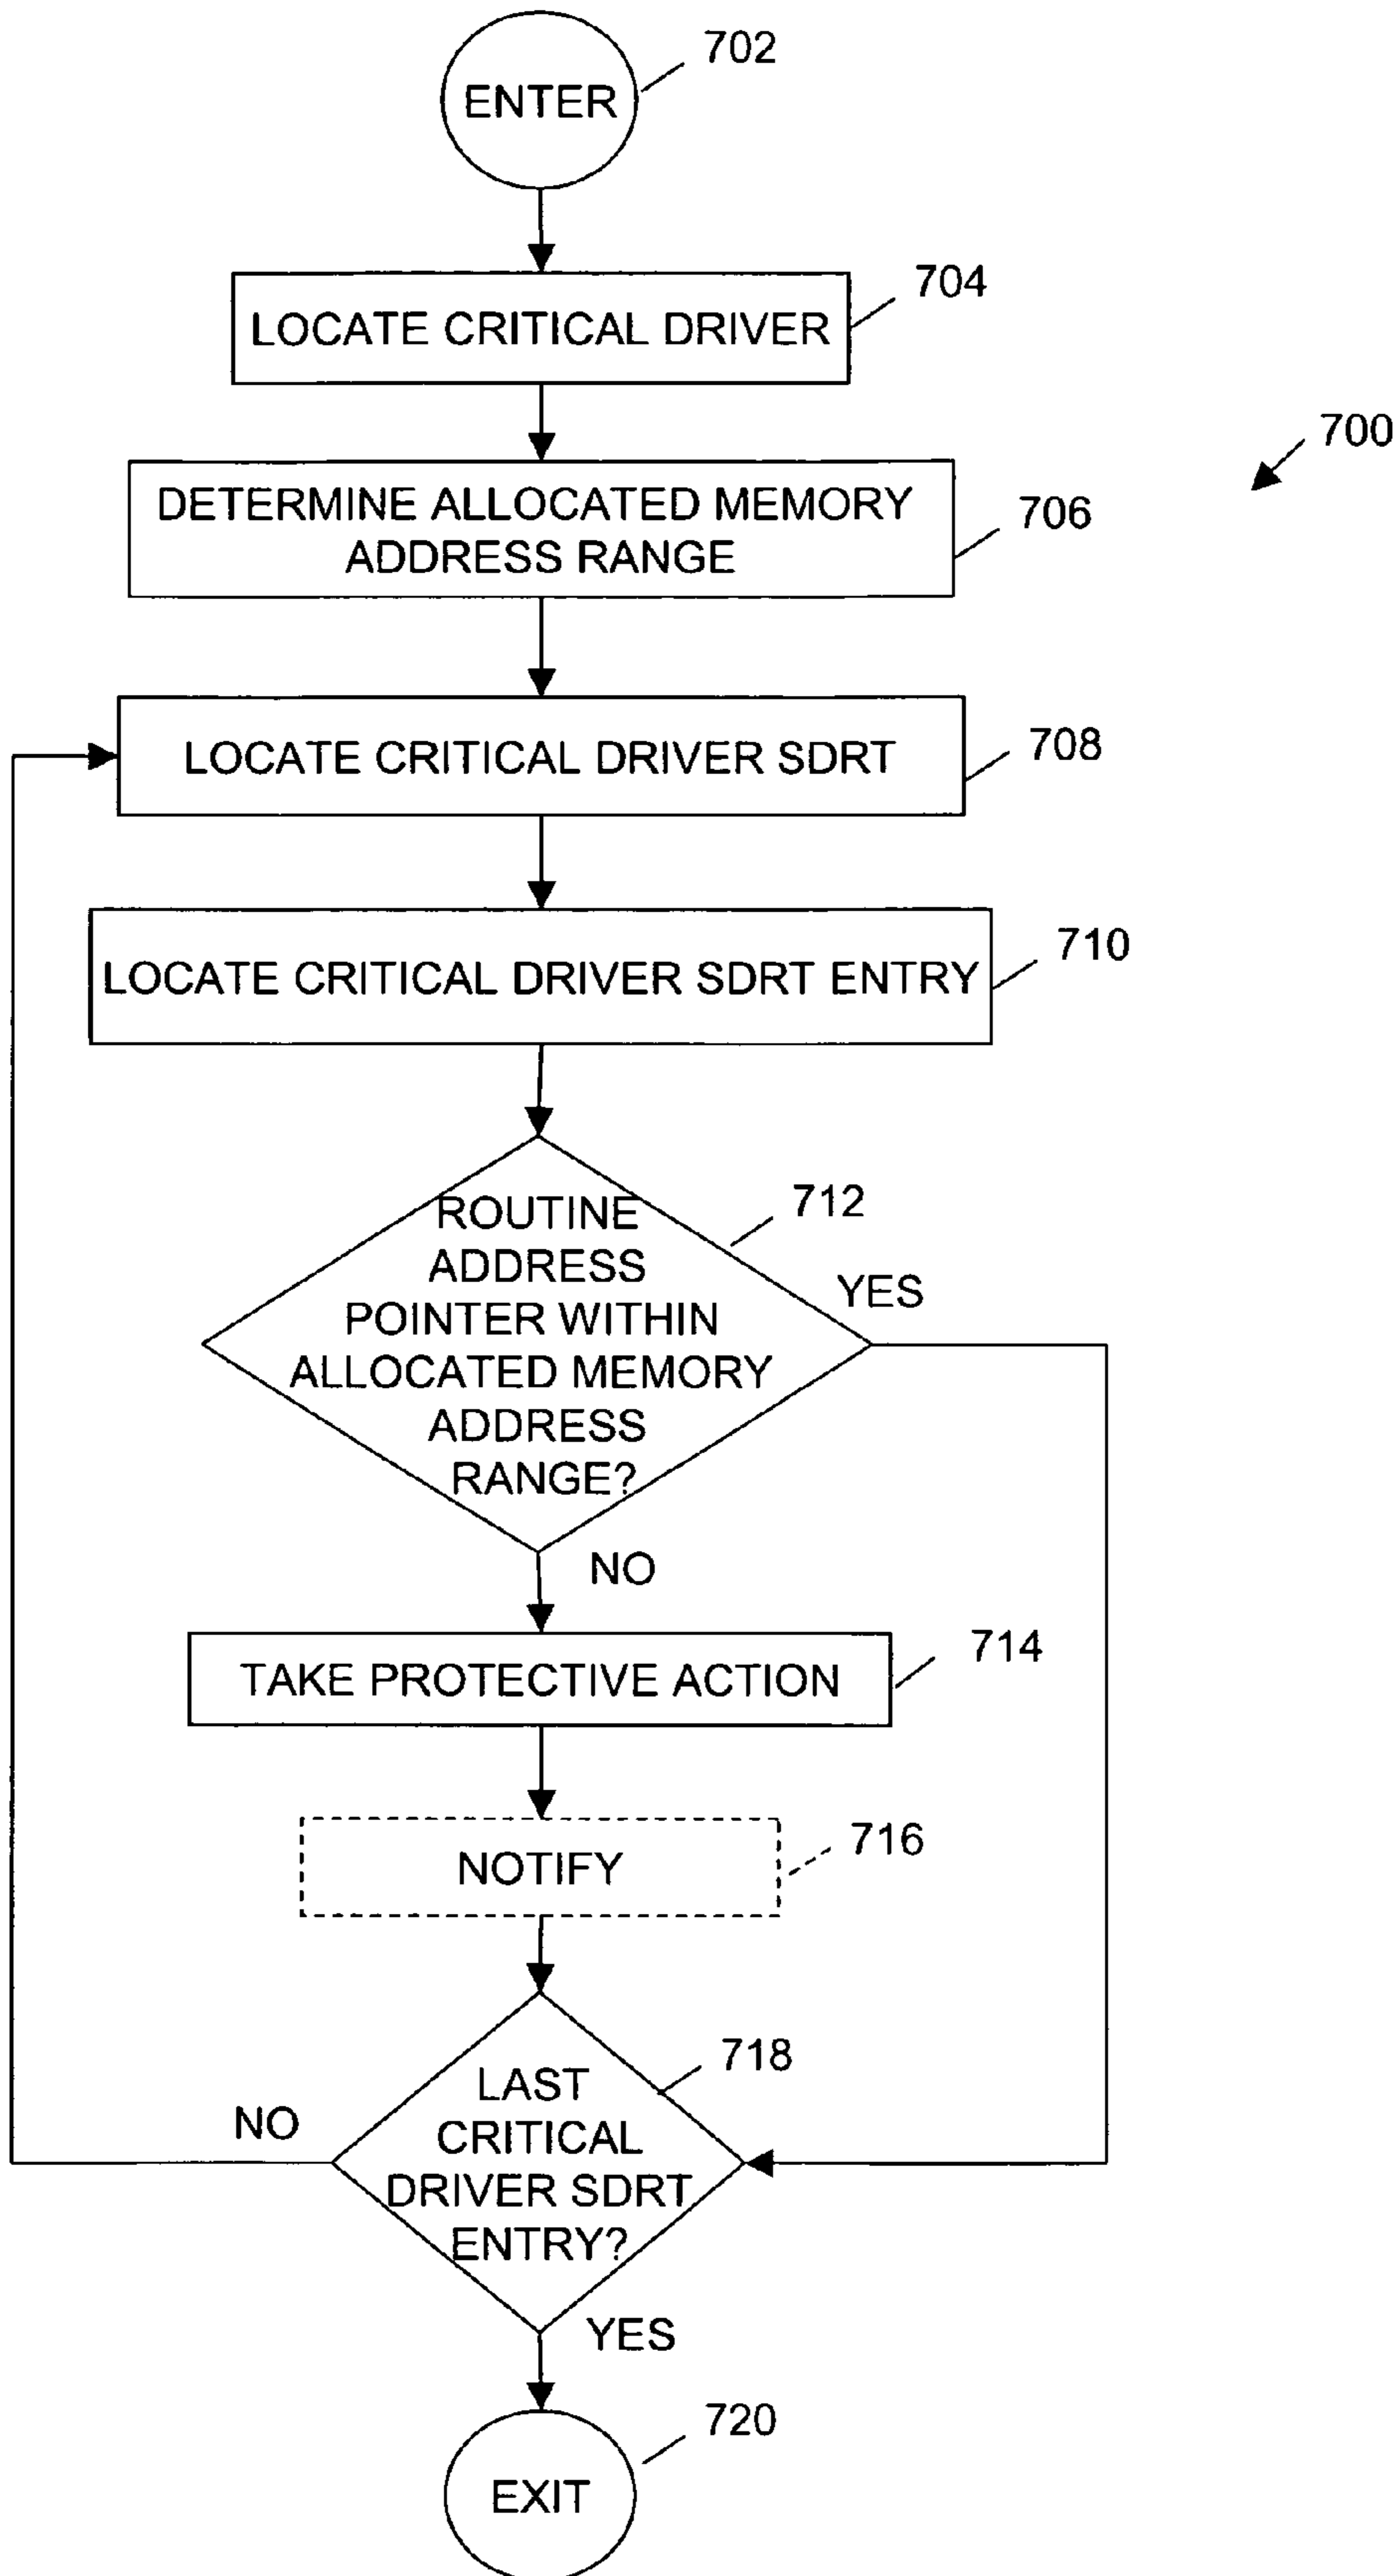 702
ENTER
704
LOCATE CRITICAL DRIVER
700
DETERMINE ALLOCATED MEMORY
ADDRESS RANGE
706
LOCATE CRITICAL DRIVER SDRT
708
LOCATE CRITICAL DRIVER SDRT ENTRY
710
712
ROUTINE
ADDRESS
POINTER WITHIN
ALLOCATED MEMORY
ADDRESS
RANGE?
YES
NO
714
TAKE PROTECTIVE ACTION
716
NOTIFY
718
LAST
CRITICAL
DRIVER SDRT
ENTRY?
NO
YES
720
EXIT